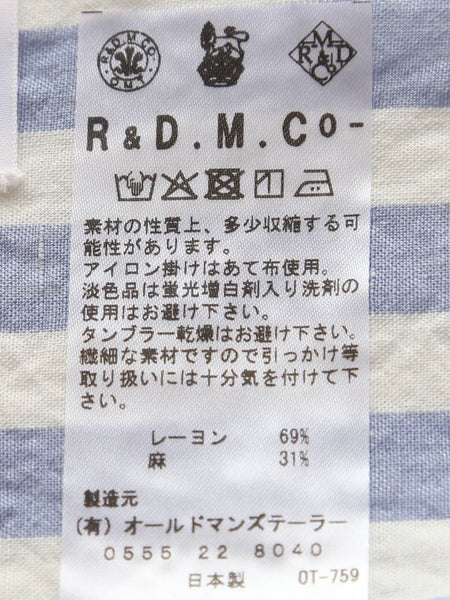 R&D.M.CO.
O.M.T.
R M D & Co
R & D.M.Co-
素材の性質上、多少収縮する可
能性があります。
アイロン掛けはあて布使用。
淡色品は蛍光増白剤入り洗剤の
使用はお避け下さい。
タンブラー乾燥はお避け下さい。
繊細な素材ですので引っかけ等
取り扱いには十分気を付けて下
さい。
レーヨン 69%
麻 31%
製造元
(有) オールドマンズテーラー
0555 22 8040
日本製 OT-759